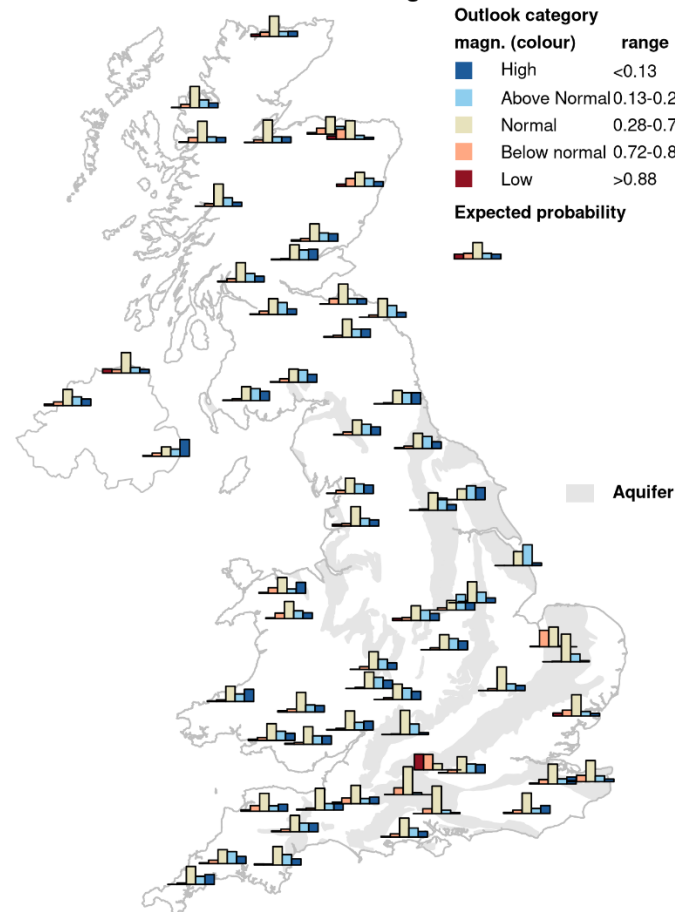 Outlook category
magn. (colour) range
High <0.13
Above Normal 0.13-0.2
Normal 0.28-0.7
Below normal 0.72-0.8
Low >0.88
Expected probability
Aquifer